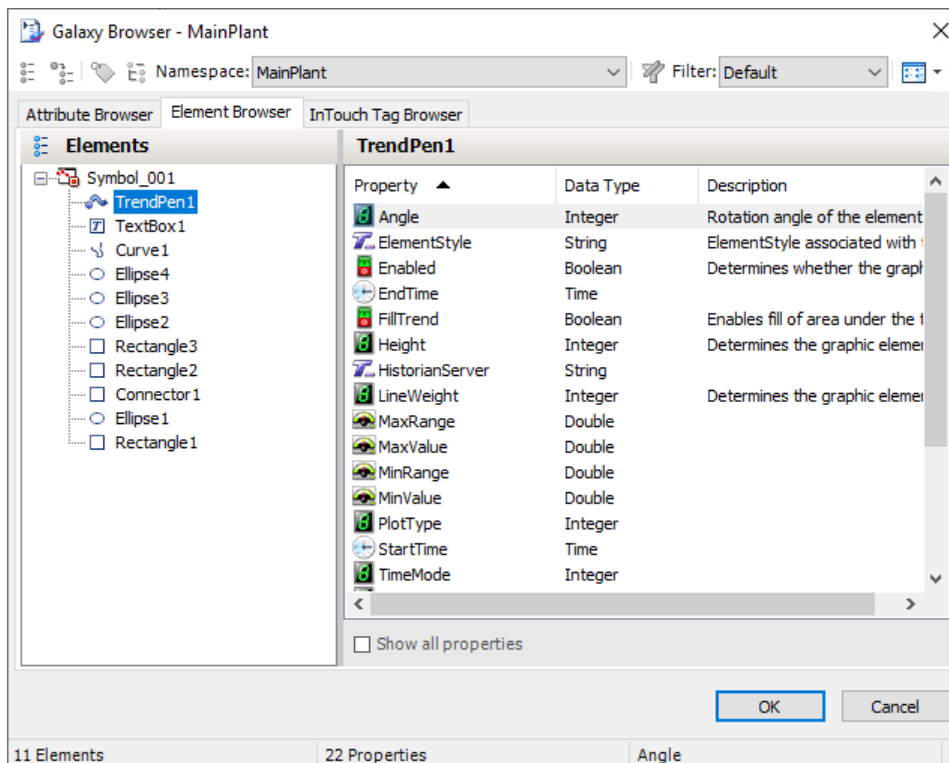 Galaxy Browser - MainPlant
Namespace: MainPlant Filter: Default
Attribute Browser Element Browser InTouch Tag Browser
Elements
Symbol_001
TrendPen1
TextBox1
Curve1
Ellipse4
Ellipse3
Ellipse2
Rectangle3
Rectangle2
Connector1
Ellipse1
Rectangle1
TrendPen1
Property Data Type Description
Angle Integer Rotation angle of the element
ElementStyle String ElementStyle associated with
Enabled Boolean Determines whether the graph
EndTime Time
FillTrend Boolean Enables fill of area under the t
Height Integer Determines the graphic elemen
HistorianServer String
LineWeight Integer Determines the graphic elemen
MaxRange Double
MaxValue Double
MinRange Double
MinValue Double
PlotType Integer
StartTime Time
TimeMode Integer
Show all properties
OK Cancel
11 Elements 22 Properties Angle